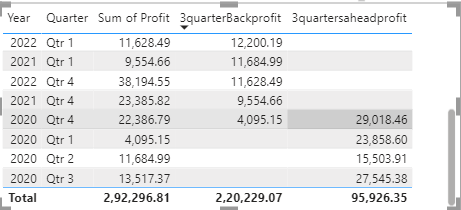 Year Quarter Sum of Profit 3quarterBackprofit 3quartersaheadprofit
2022 Qtr 1 11,628.49 12,200.19
2021 Qtr 1 9,554.66 11,684.99
2022 Qtr 4 38,194.55 11,628.49
2021 Qtr 4 23,385.82 9,554.66
2020 Qtr 4 22,386.79 4,095.15 29,018.46
2020 Qtr 1 4,095.15 23,858.60
2020 Qtr 2 11,684.99 15,503.91
2020 Qtr 3 13,517.37 27,545.38
Total 2,92,296.81 2,20,229.07 95,926.35